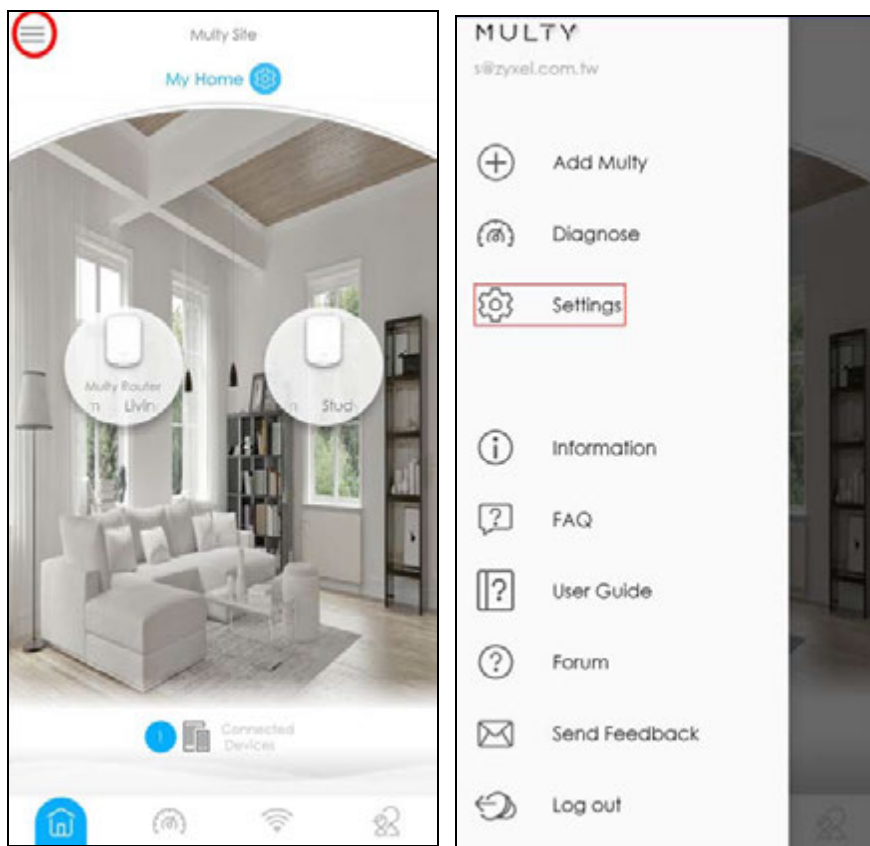 Multy Site
My Home
Multy Router
m Livin
n Stud
1
Connected
Devices
MULTY
s@zyxel.com.tw
Add Multy
Diagnose
Settings
Information
FAQ
User Guide
Forum
Send Feedback
Log out